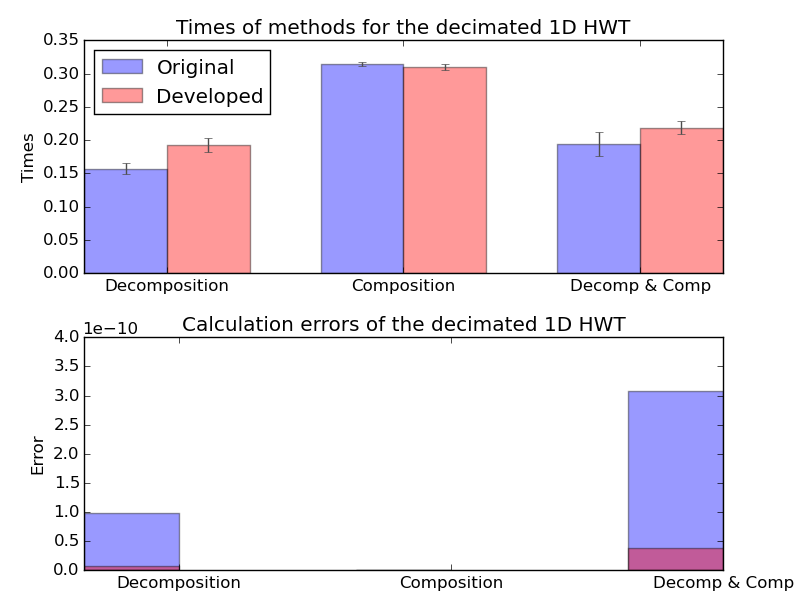 Times of methods for the decimated 1D HWT
0.35
0.30
0.25
0.20
0.15
0.10
0.05
0.00
Times
Original
Developed
Decomposition Composition Decomp & Comp
1e−10
Calculation errors of the decimated 1D HWT
4.0
3.5
3.0
2.5
2.0
1.5
1.0
0.5
0.0
Error
Decomposition Composition Decomp & Comp